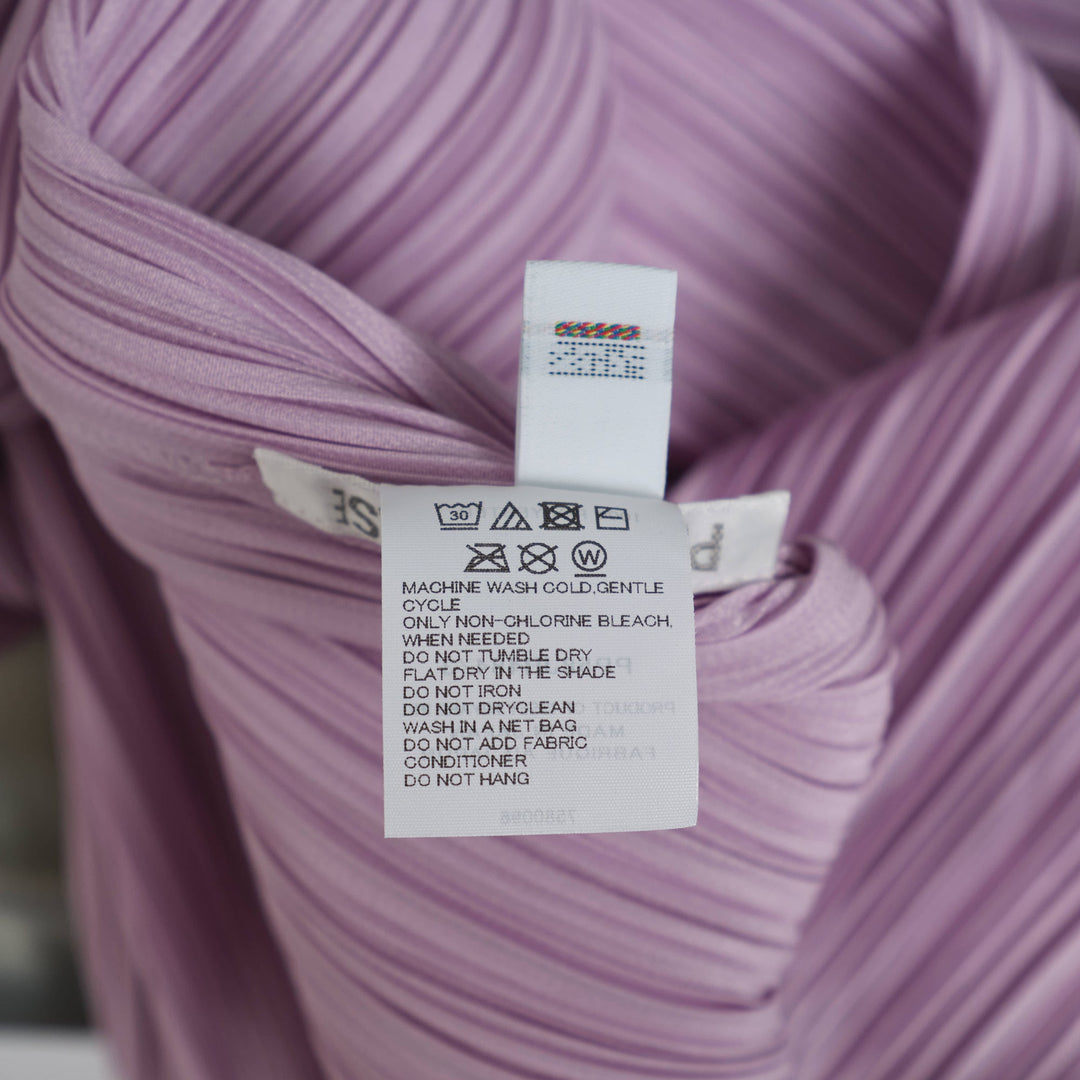 30
W
MACHINE WASH COLD,GENTLE
CYCLE
ONLY NON-CHLORINE BLEACH,
WHEN NEEDED
DO NOT TUMBLE DRY
FLAT DRY IN THE SHADE
DO NOT IRON
DO NOT DRYCLEAN
WASH IN A NET BAG
DO NOT ADD FABRIC
CONDITIONER
DO NOT HANG